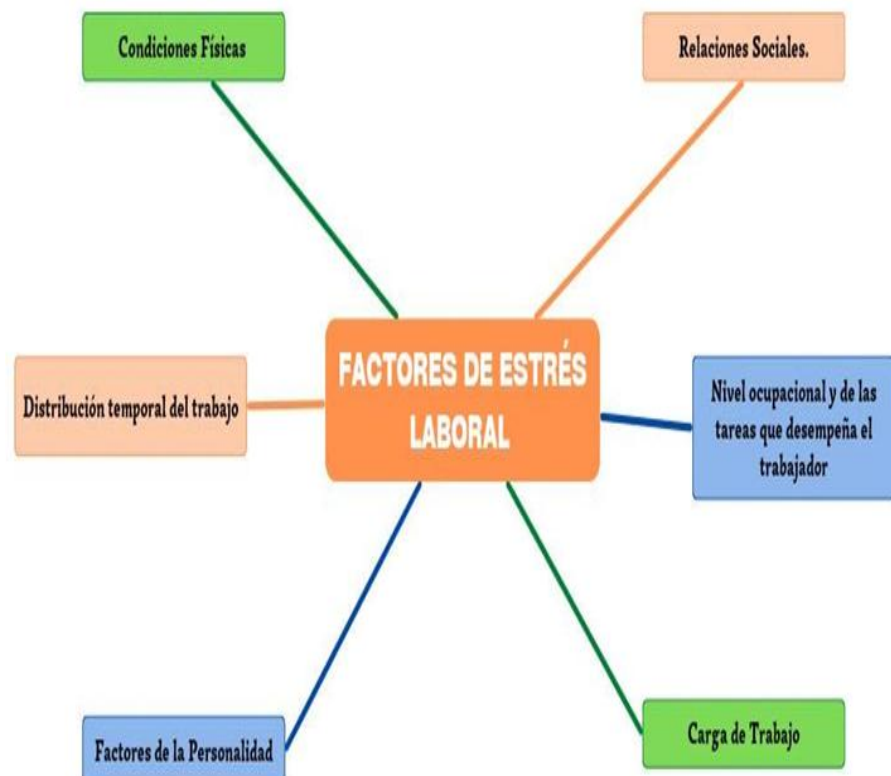 Condiciones Físicas
Relaciones Sociales.
FACTORES DE ESTRÉS
LABORAL
Distribución temporal del trabajo
Nivel ocupacional y de las
tareas que desempeña el
trabajador
Factores de la Personalidad
Carga de Trabajo